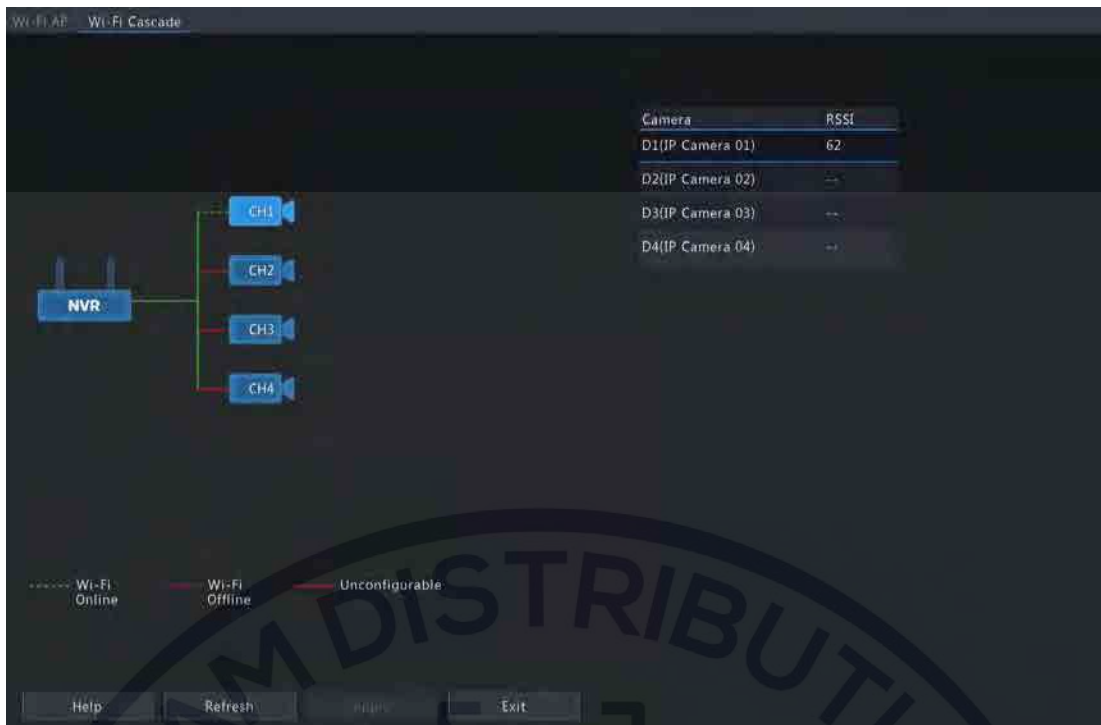 Wi-Fi AP Wi-Fi Cascade
Camera RSSI
D1(IP Camera 01) 62
D2(IP Camera 02) --
D3(IP Camera 03) --
D4(IP Camera 04) --
CH1
CH2
NVR
CH3
CH4
Wi-Fi Online
Wi-Fi Offline
Unconfigurable
Help Refresh Apply Exit
DISTRIBUTI